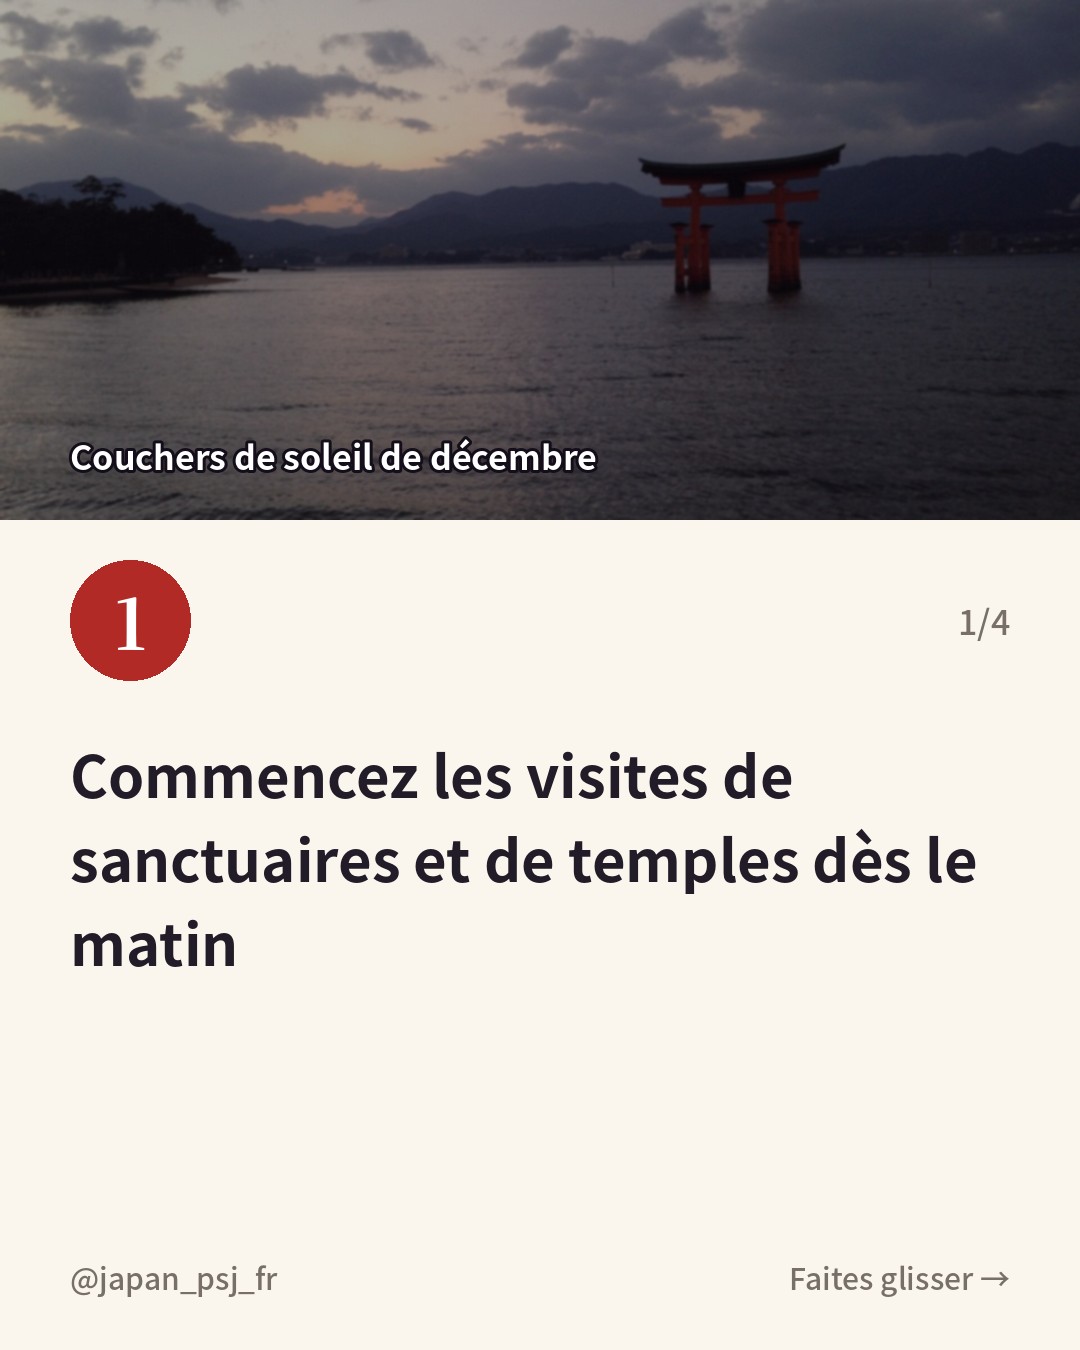 Couchers de soleil de décembre
1
1/4
Commencez les visites de
sanctuaires et de temples dès le
matin
@japan_psj_fr
Faites glisser →